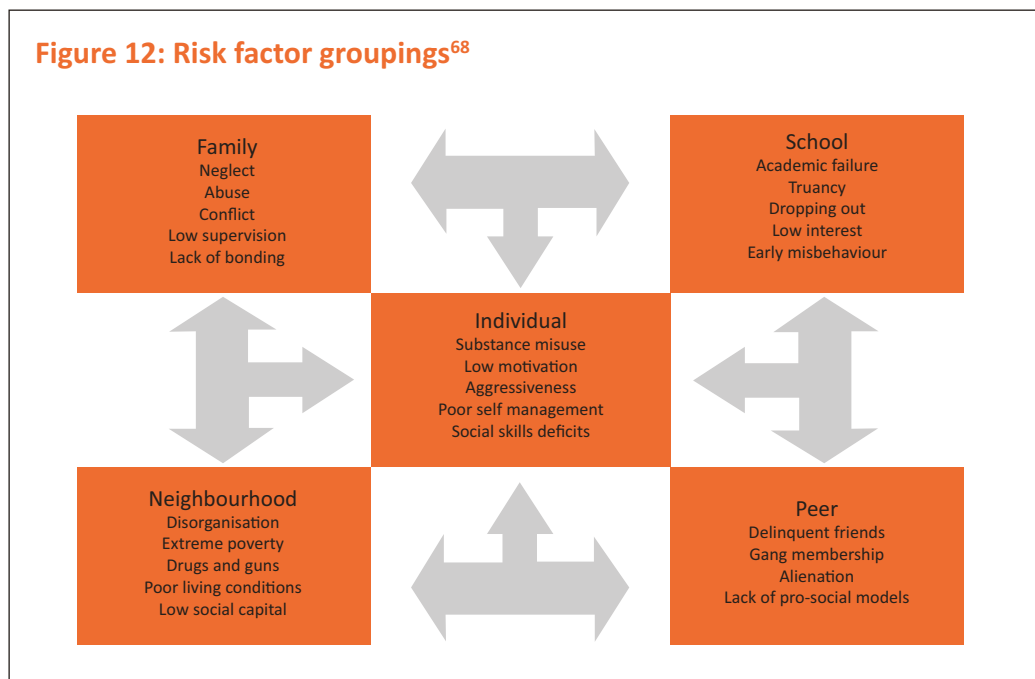 Figure 12: Risk factor groupings68
Family
Neglect
Abuse
Conflict
Low supervision
Lack of bonding
School
Academic failure
Truancy
Dropping out
Low interest
Early misbehaviour
Individual
Substance misuse
Low motivation
Aggressiveness
Poor self management
Social skills deficits
Neighbourhood
Disorganisation
Extreme poverty
Drugs and guns
Poor living conditions
Low social capital
Peer
Delinquent friends
Gang membership
Alienation
Lack of pro-social models